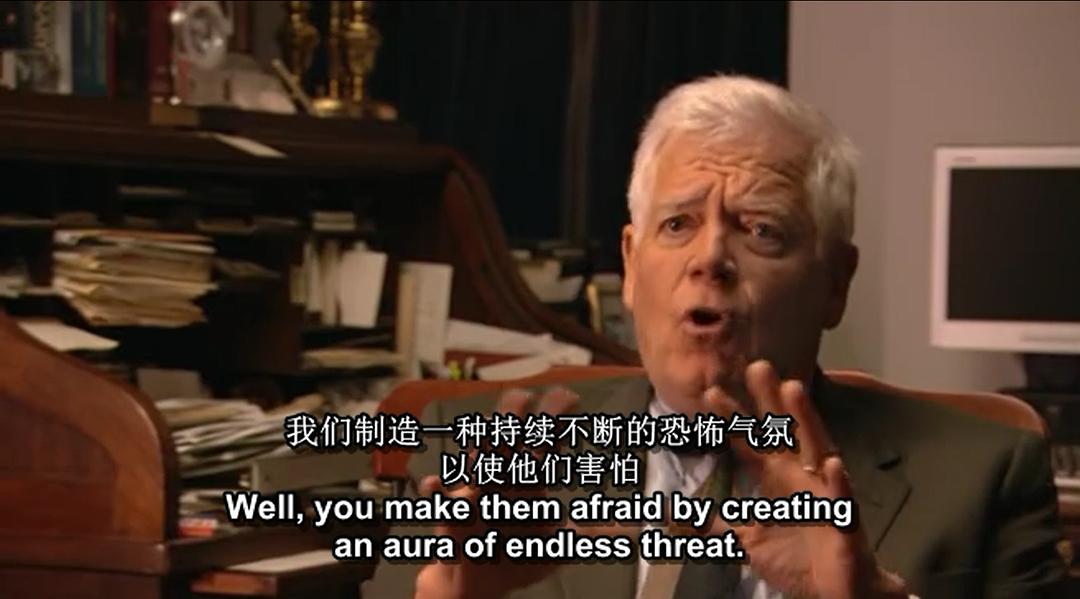 我们制造一种持续不断的恐怖气氛
以使他们害怕
Well, you make them afraid by creating
an aura of endless threat.